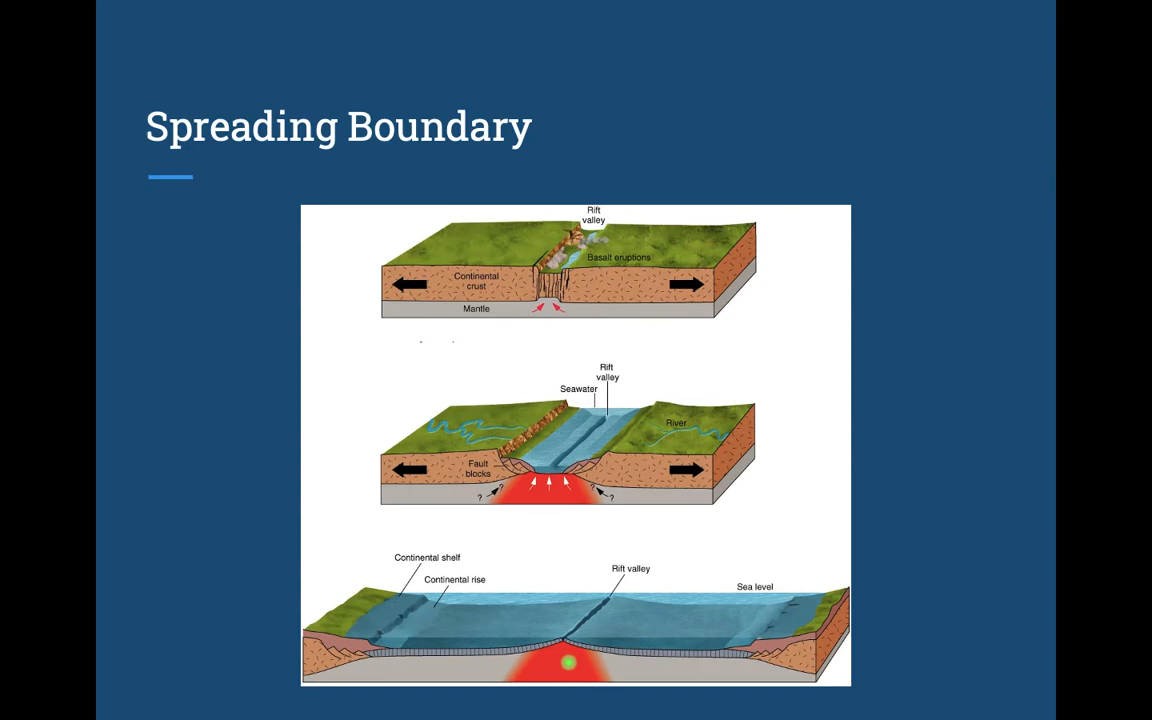 Spreading Boundary
Rift
valley
Basalt eruptions
Continental
crust
Mantle
Rift
valley
Seawater
River
Fault
blocks
? ?
? ?
Continental shelf
Continental rise
Rift valley
Sea level